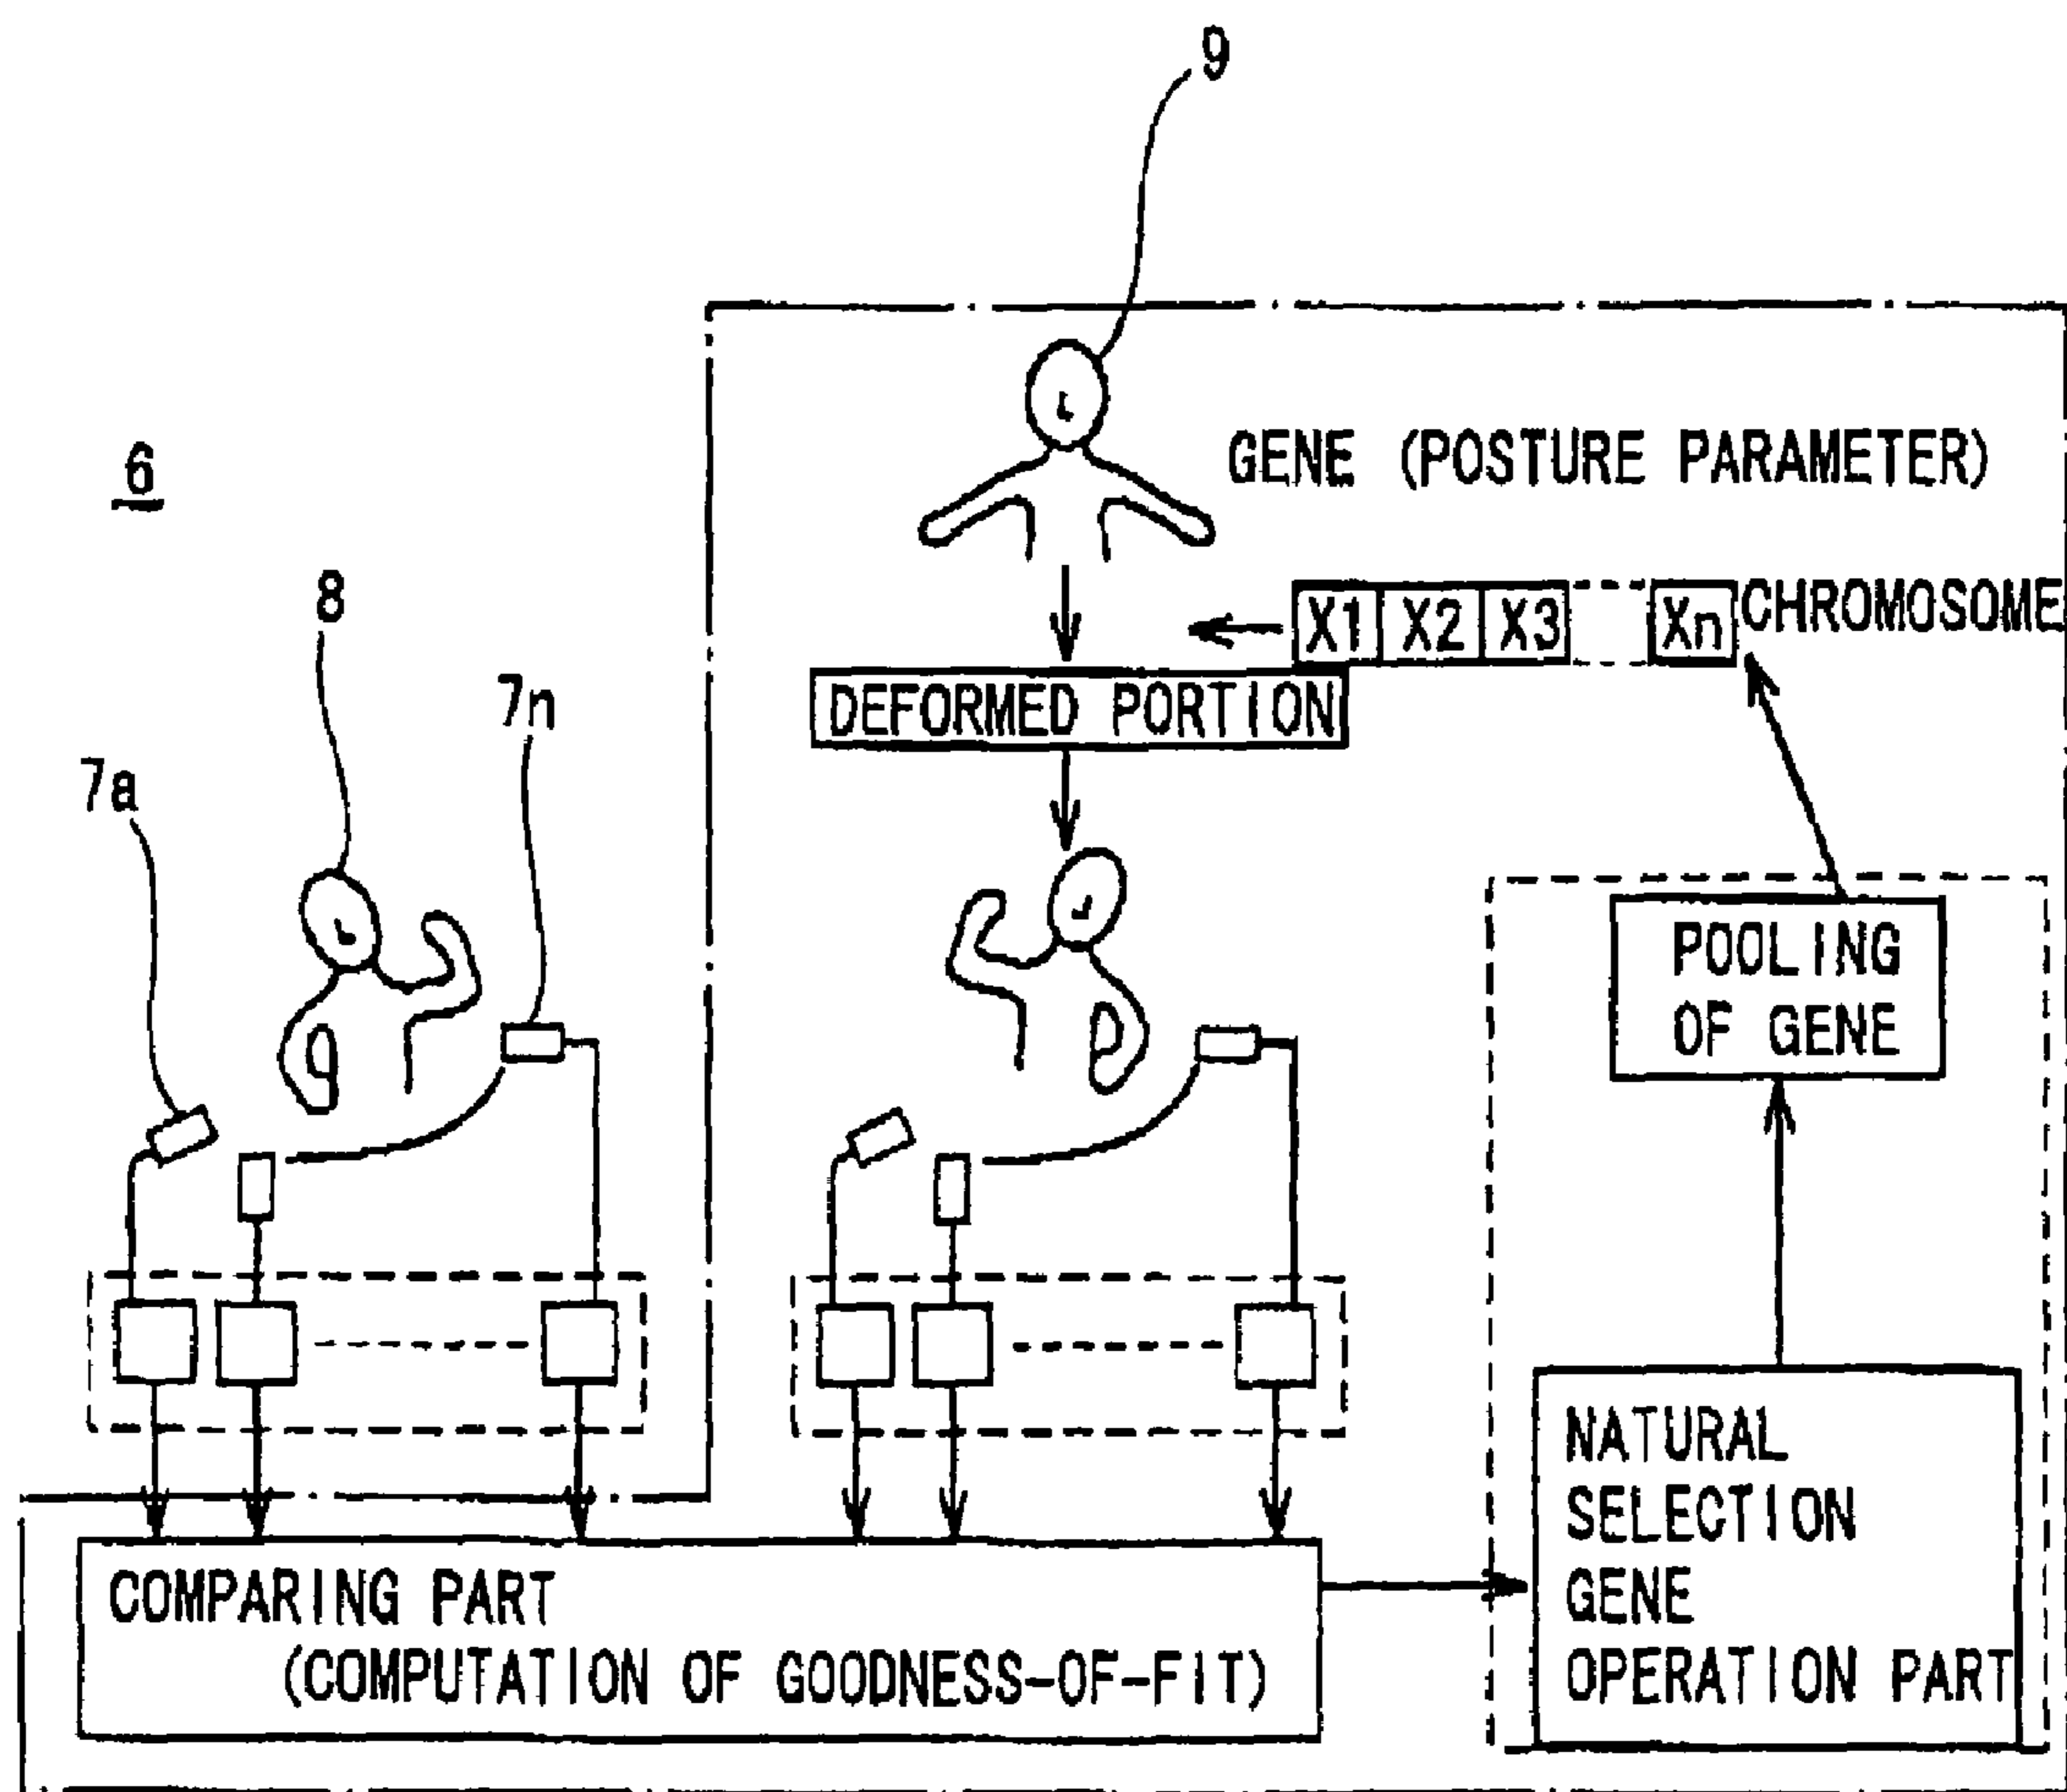 9
6
GENE (POSTURE PARAMETER)
8
X1 X2 X3 Xn CHROMOSOME
7n
DEFORMED PORTION
7a
POOLING
OF GENE
NATURAL
SELECTION
GENE
OPERATION PART
COMPARING PART
(COMPUTATION OF GOODNESS-OF-FIT)